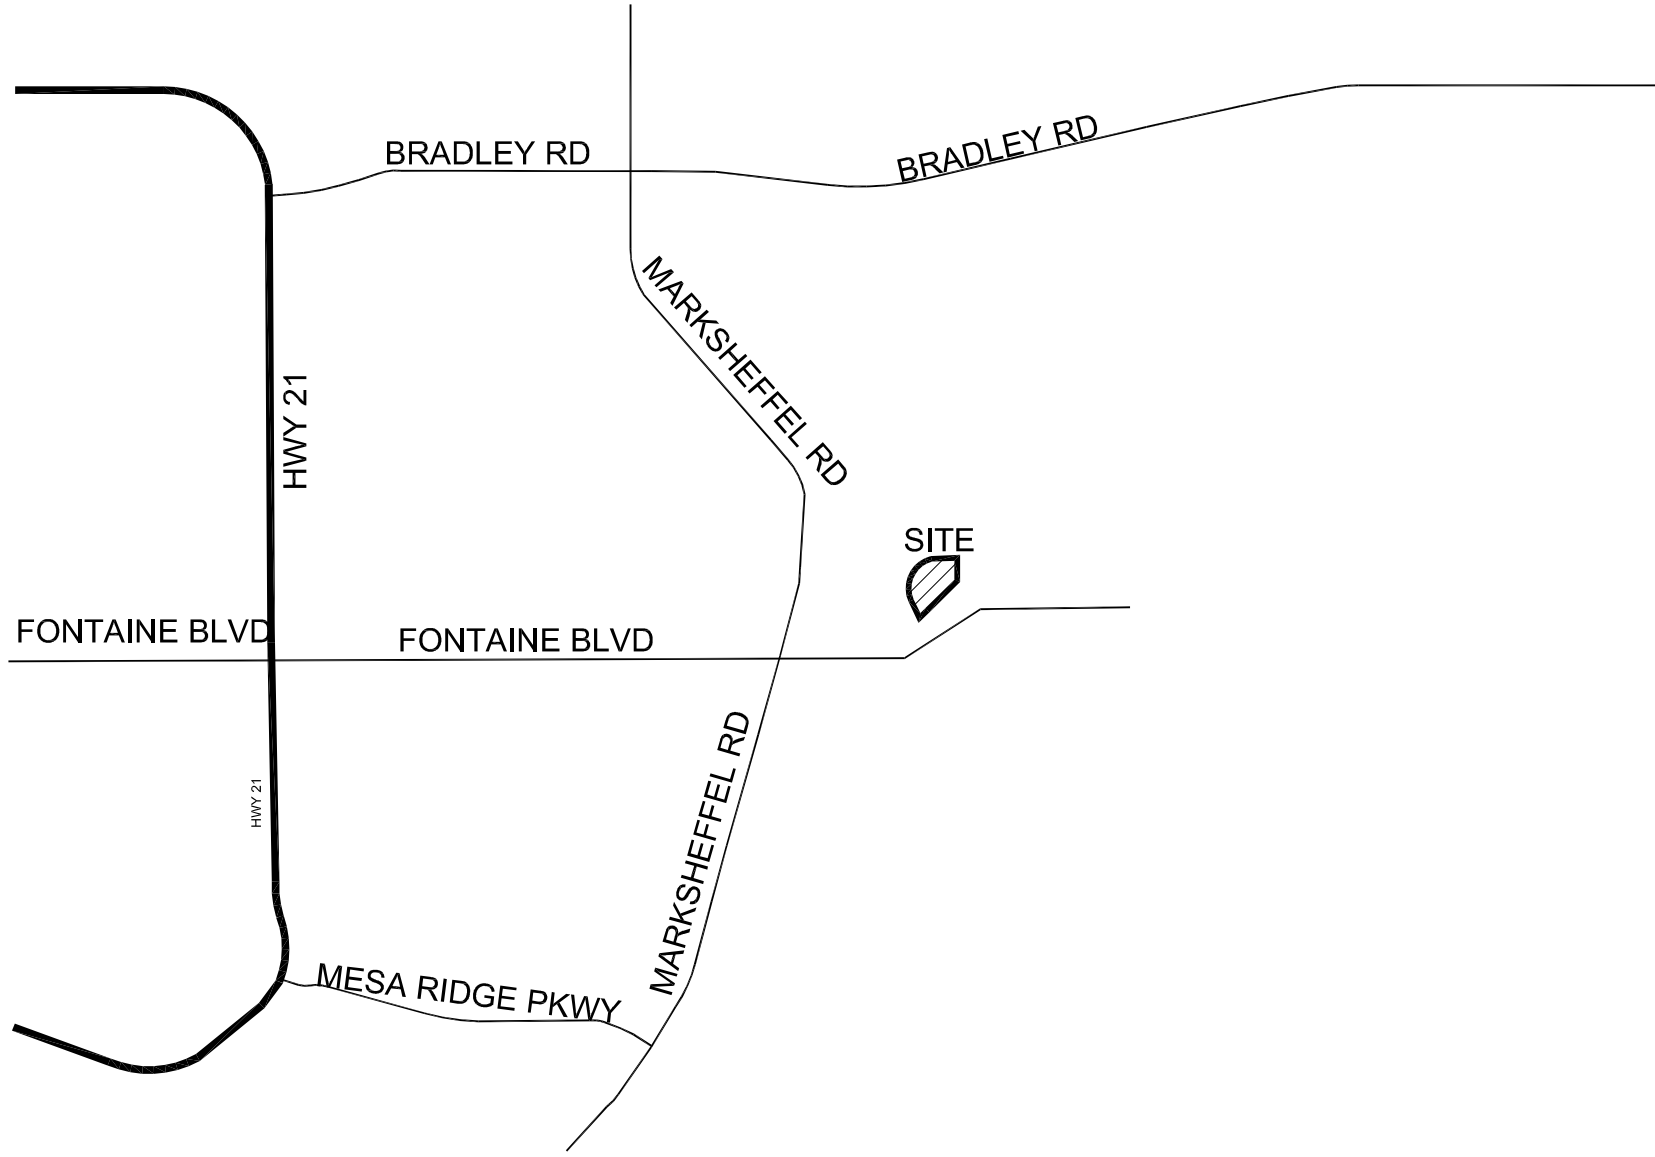 BRADLEY RD
BRADLEY RD
MARKSHEFFEL RD
HWY 21
SITE
FONTAINE BLVD
FONTAINE BLVD
MARKSHEFFEL RD
HWY 21
MESA RIDGE PKWY